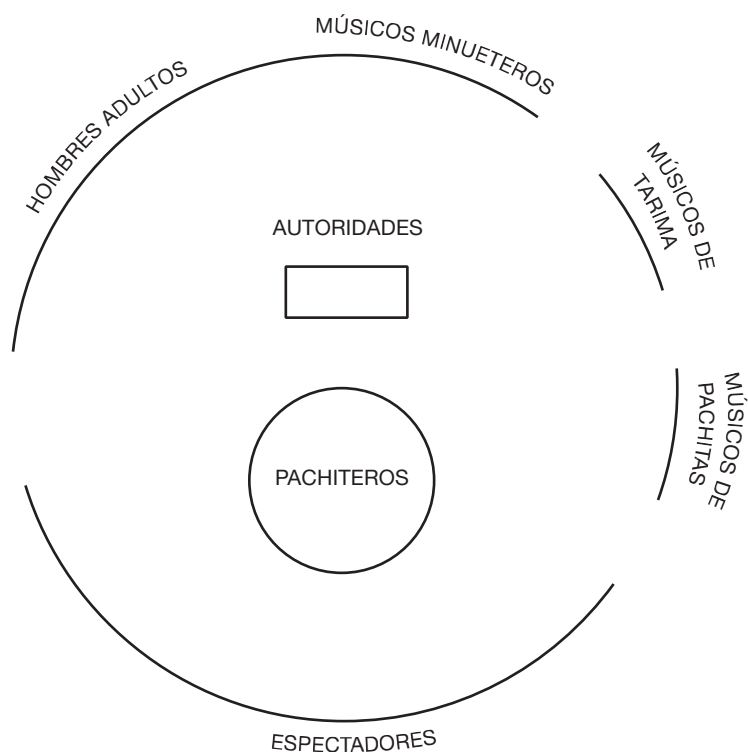 MÚSICOS MINUETEROS
HOMBRES ADULTOS
MÚSICOS DE
TARIMA
AUTORIDADES
MÚSICOS DE
PACHITAS
PACHITEROS
ESPECTADORES